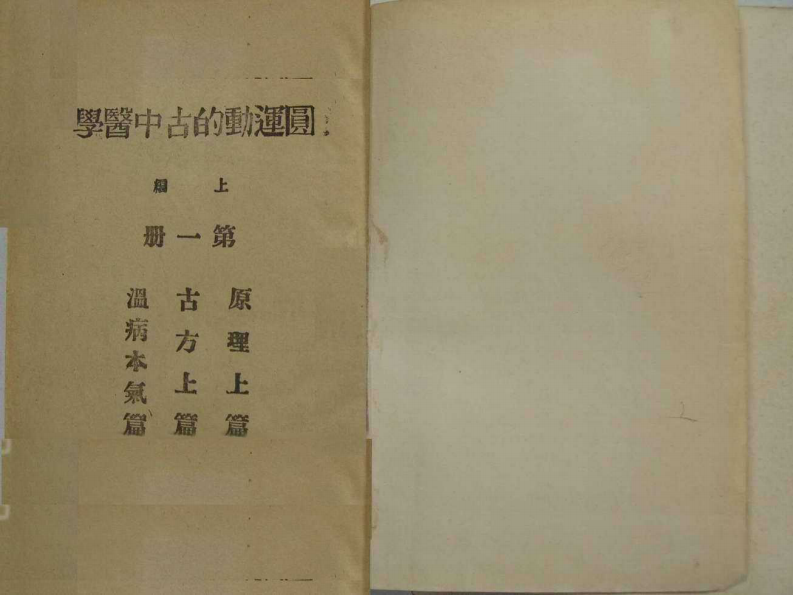 圓運動的古中醫學
上編
第一册
原理上篇
古方上篇
溫病本氣篇